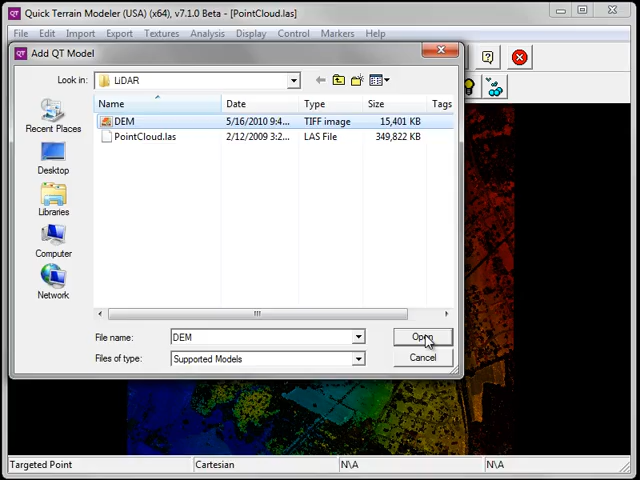 Quick Terrain Modeler (USA) (x64), v7.1.0 Beta - [PointCloud.las]
File Edit View Import Export Textures Analysis Display Control Markers Help
Add QT Model
Look in: LiDAR
Name Date Type Size Tags
DEM 5/16/2010 9:4... TIFF image 15,401 KB
PointCloud.las 2/12/2009 3:2... LAS File 349,822 KB
Recent Places
Desktop
Libraries
Computer
Network
File name: DEM Open
Files of type: Supported Models Cancel
Targeted Point Cartesian N\A N\A